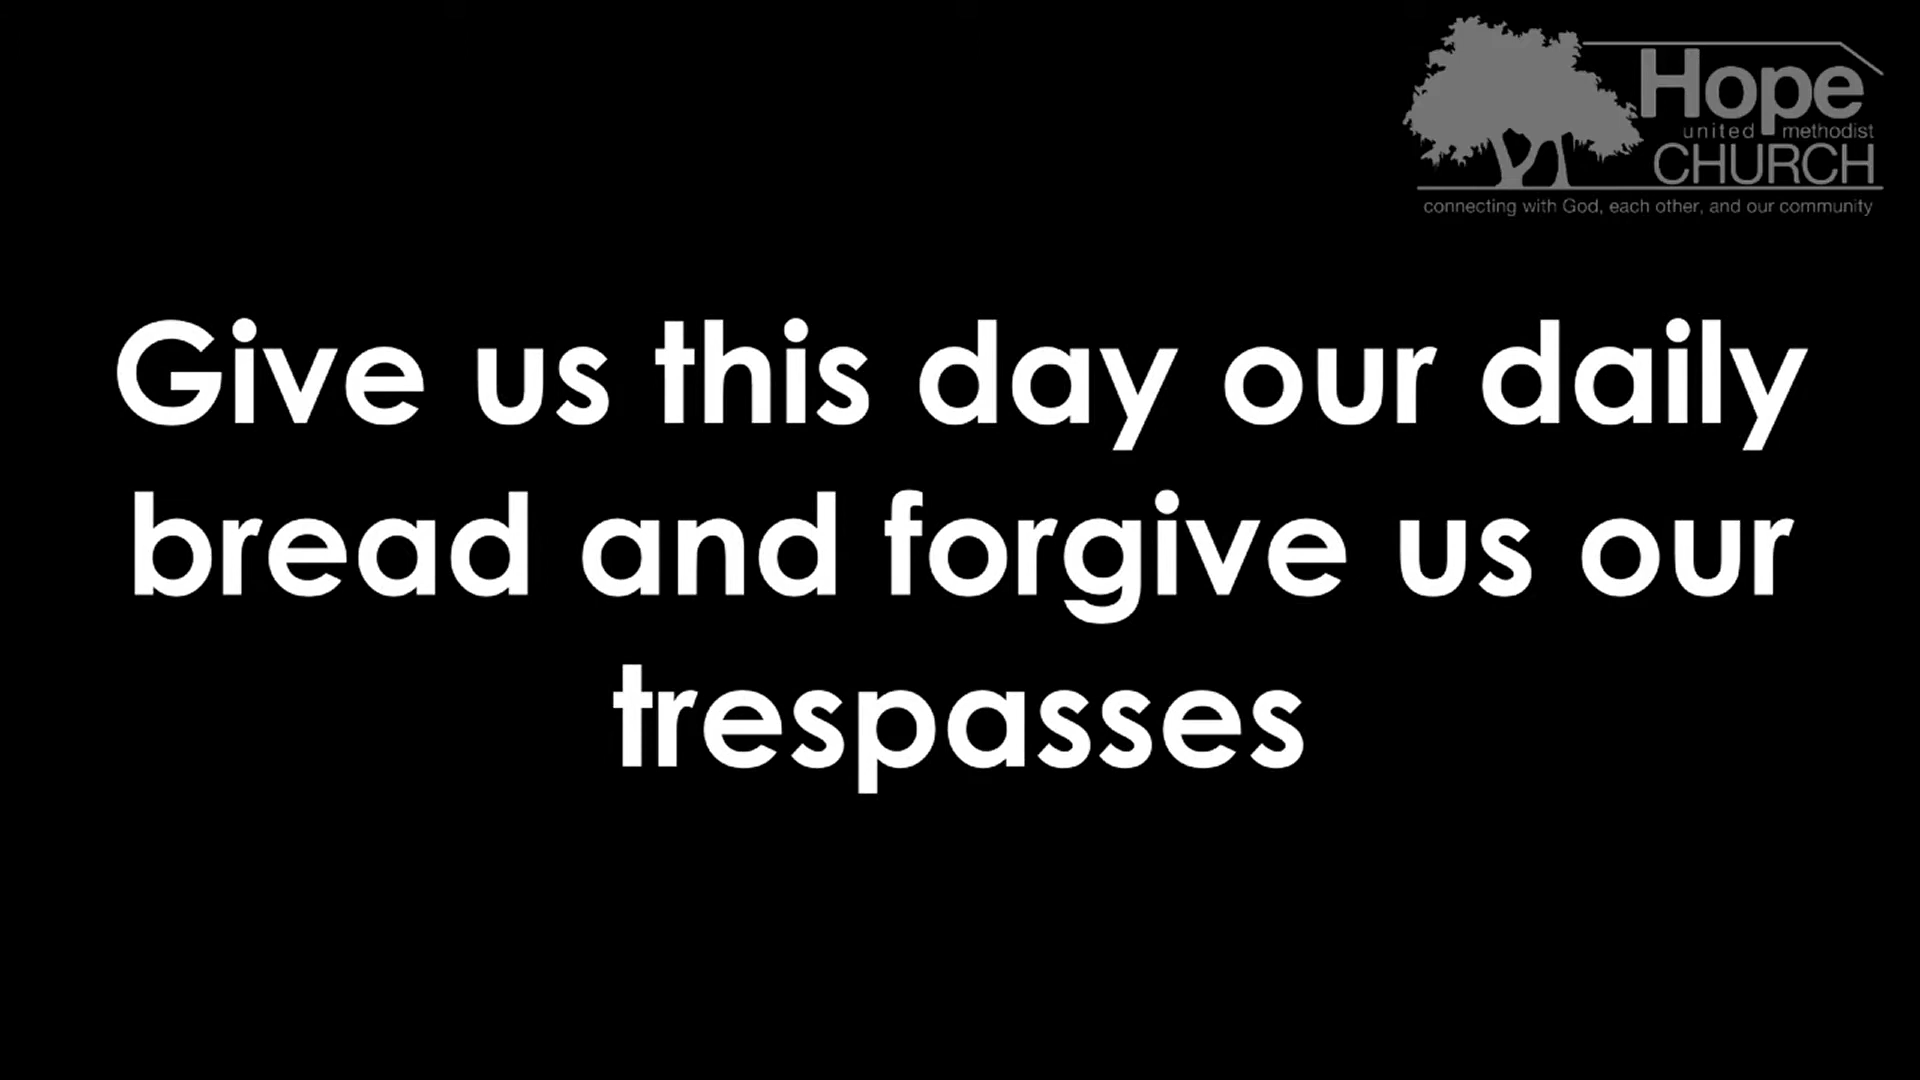 Hope
united methodist
CHURCH
connecting with God, each other, and our community
Give us this day our daily
bread and forgive us our
trespasses